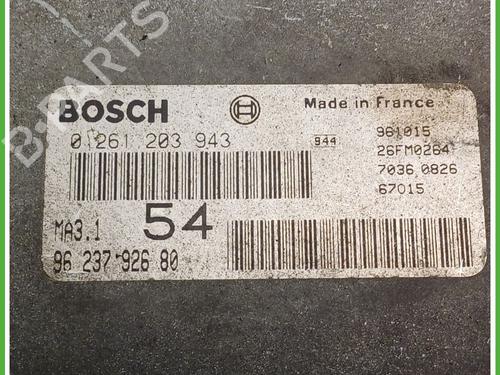 B-PARTS
BOSCH
Made in France
0 261 203 943
944
961015
26FM0264
7036 0826
67015
MA3.1
54
96 237 926 80